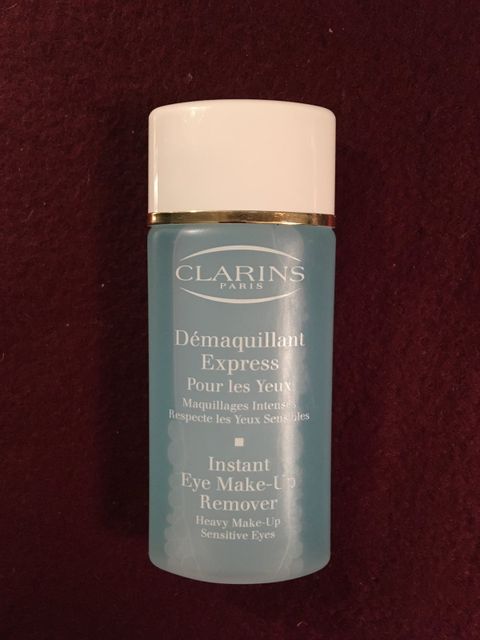 CLARINS
PARIS
Démaquillant
Express
Pour les Yeux
Maquillages Intenses
Respecte les Yeux Sensibles
Instant
Eye Make-Up
Remover
Heavy Make-Up
Sensitive Eyes